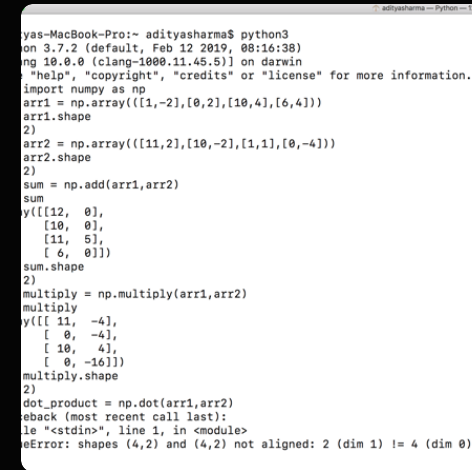 adityasharma — Python — 1
yas-MacBook-Pro:~ adityasharma$ python3
on 3.7.2 (default, Feb 12 2019, 08:16:38)
ng 10.0.0 (clang-1000.11.45.5)] on darwin
"help", "copyright", "credits" or "license" for more information.
import numpy as np
arr1 = np.array(([1,-2],[0,2],[10,4],[6,4]))
arr1.shape
2)
arr2 = np.array(([11,2],[10,-2],[1,1],[0,-4]))
arr2.shape
2)
sum = np.add(arr1,arr2)
sum
y([[12,  0],
[10,  0],
[11,  5],
[ 6,  0]])
sum.shape
2)
multiply = np.multiply(arr1,arr2)
multiply
y([[ 11,  -4],
[  0,  -4],
[ 10,   4],
[  0, -16]])
multiply.shape
2)
dot_product = np.dot(arr1,arr2)
eback (most recent call last):
le "<stdin>", line 1, in <module>
eError: shapes (4,2) and (4,2) not aligned: 2 (dim 1) != 4 (dim 0)